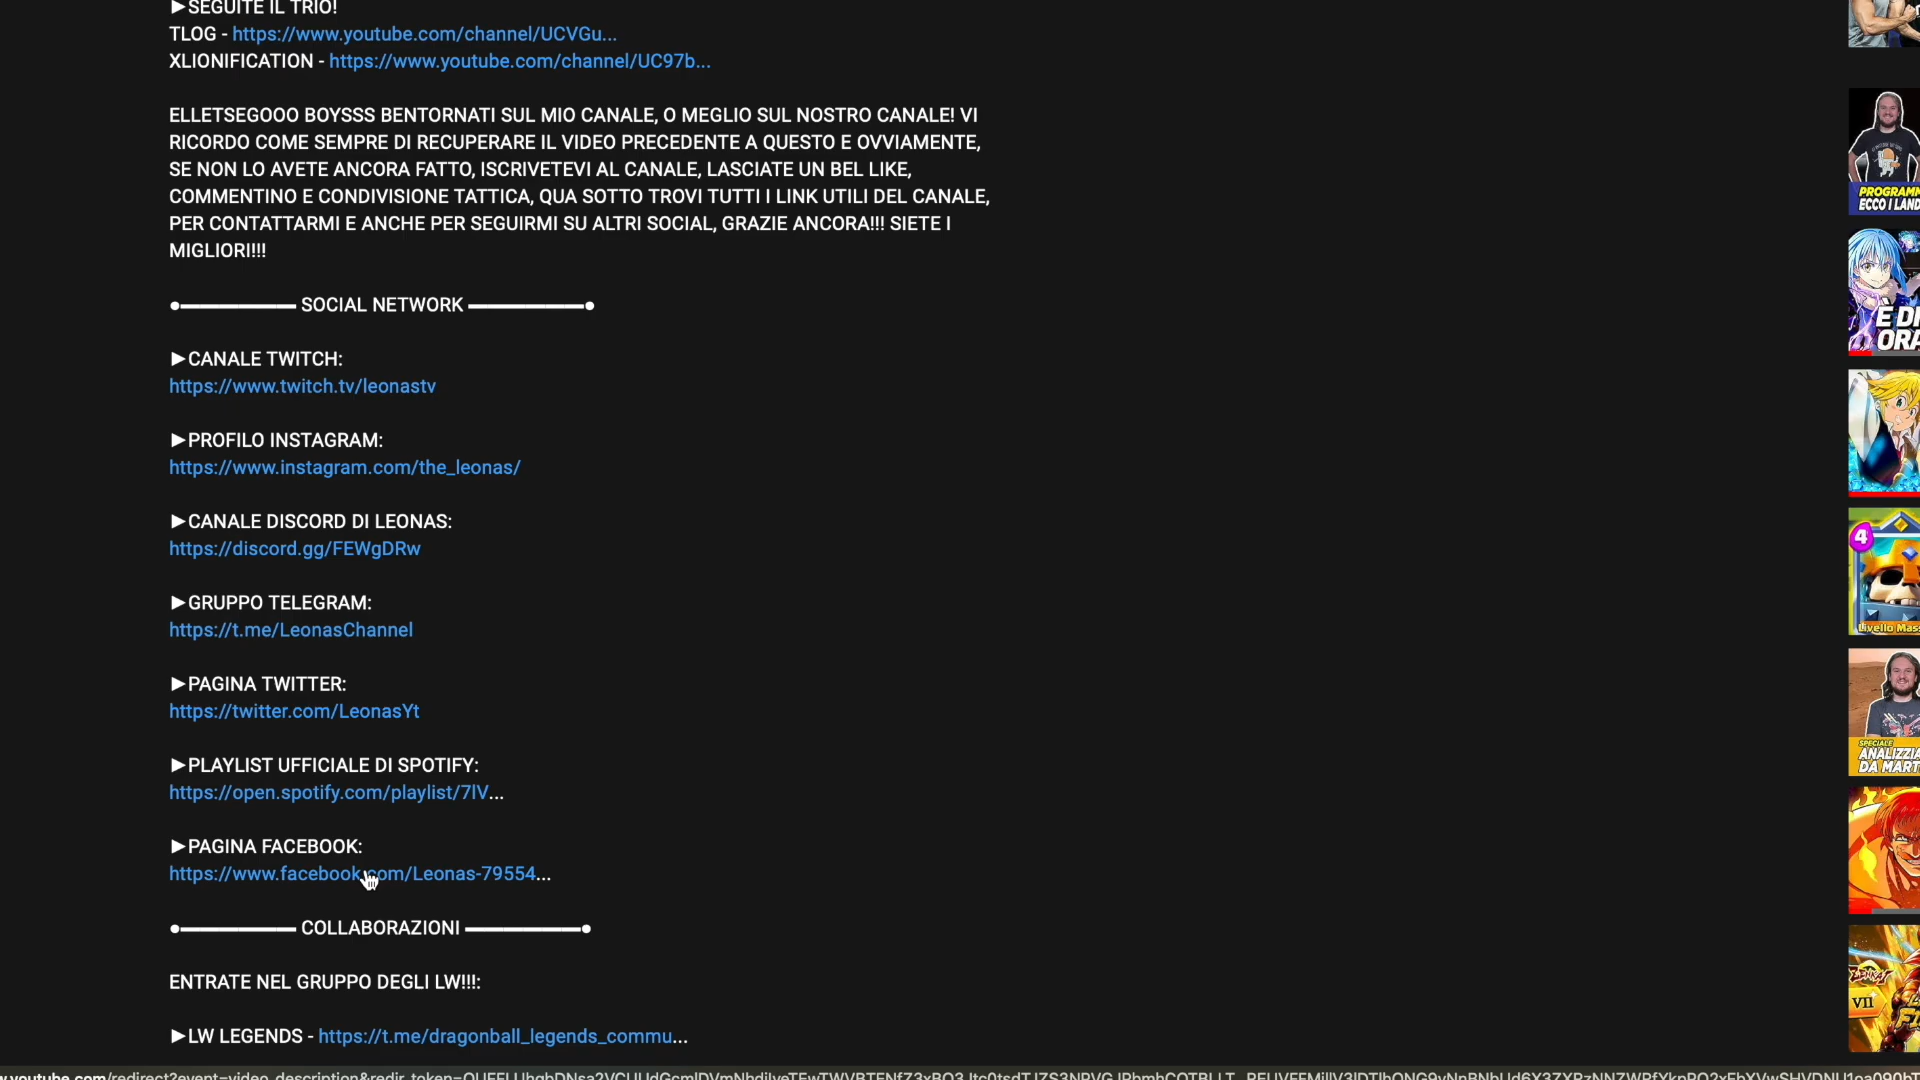 ►SEGUITE IL TRIO!
TLOG - https://www.youtube.com/channel/UCVGu...
XLIONIFICATION - https://www.youtube.com/channel/UC97b...
ELLETSEGOOO BOYSSS BENTORNATI SUL MIO CANALE, O MEGLIO SUL NOSTRO CANALE! VI
RICORDO COME SEMPRE DI RECUPERARE IL VIDEO PRECEDENTE A QUESTO E OVVIAMENTE,
SE NON LO AVETE ANCORA FATTO, ISCRIVETEVI AL CANALE, LASCIATE UN BEL LIKE,
COMMENTINO E CONDIVISIONE TATTICA, QUA SOTTO TROVI TUTTI I LINK UTILI DEL CANALE,
PER CONTATTARMI E ANCHE PER SEGUIRMI SU ALTRI SOCIAL, GRAZIE ANCORA!!! SIETE I
MIGLIORI!!!
●▬▬▬▬▬▬ SOCIAL NETWORK ▬▬▬▬▬▬●
►CANALE TWITCH:
https://www.twitch.tv/leonastv
►PROFILO INSTAGRAM:
https://www.instagram.com/the_leonas/
►CANALE DISCORD DI LEONAS:
https://discord.gg/FEWgDRw
►GRUPPO TELEGRAM:
https://t.me/LeonasChannel
►PAGINA TWITTER:
https://twitter.com/LeonasYt
►PLAYLIST UFFICIALE DI SPOTIFY:
https://open.spotify.com/playlist/7lV...
►PAGINA FACEBOOK:
https://www.facebook.com/Leonas-79554...
●▬▬▬▬▬▬ COLLABORAZIONI ▬▬▬▬▬▬●
ENTRATE NEL GRUPPO DEGLI LW!!!:
►LW LEGENDS - https://t.me/dragonball_legends_commu...
PROGRAMM
ECCO I LAND
E DI
ORA
4
Livello Mass
SPECIALE
ANALIZZIA
DA MART
ZENKAI
VII